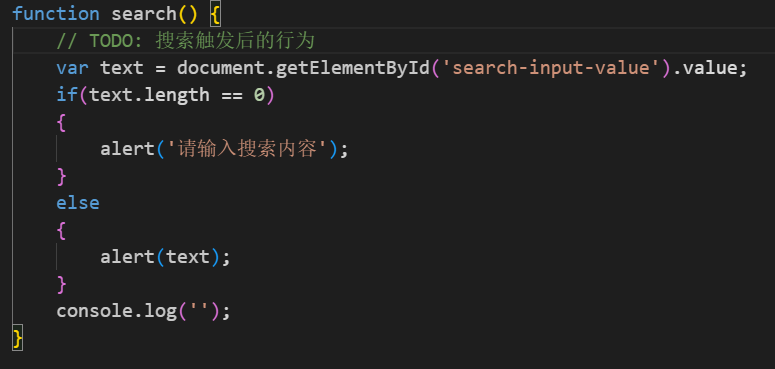 function search() {
// TODO: 搜索触发后的行为
var text = document.getElementById('search-input-value').value;
if(text.length == 0)
{
alert('请输入搜索内容');
}
else
{
alert(text);
}
console.log('');
}